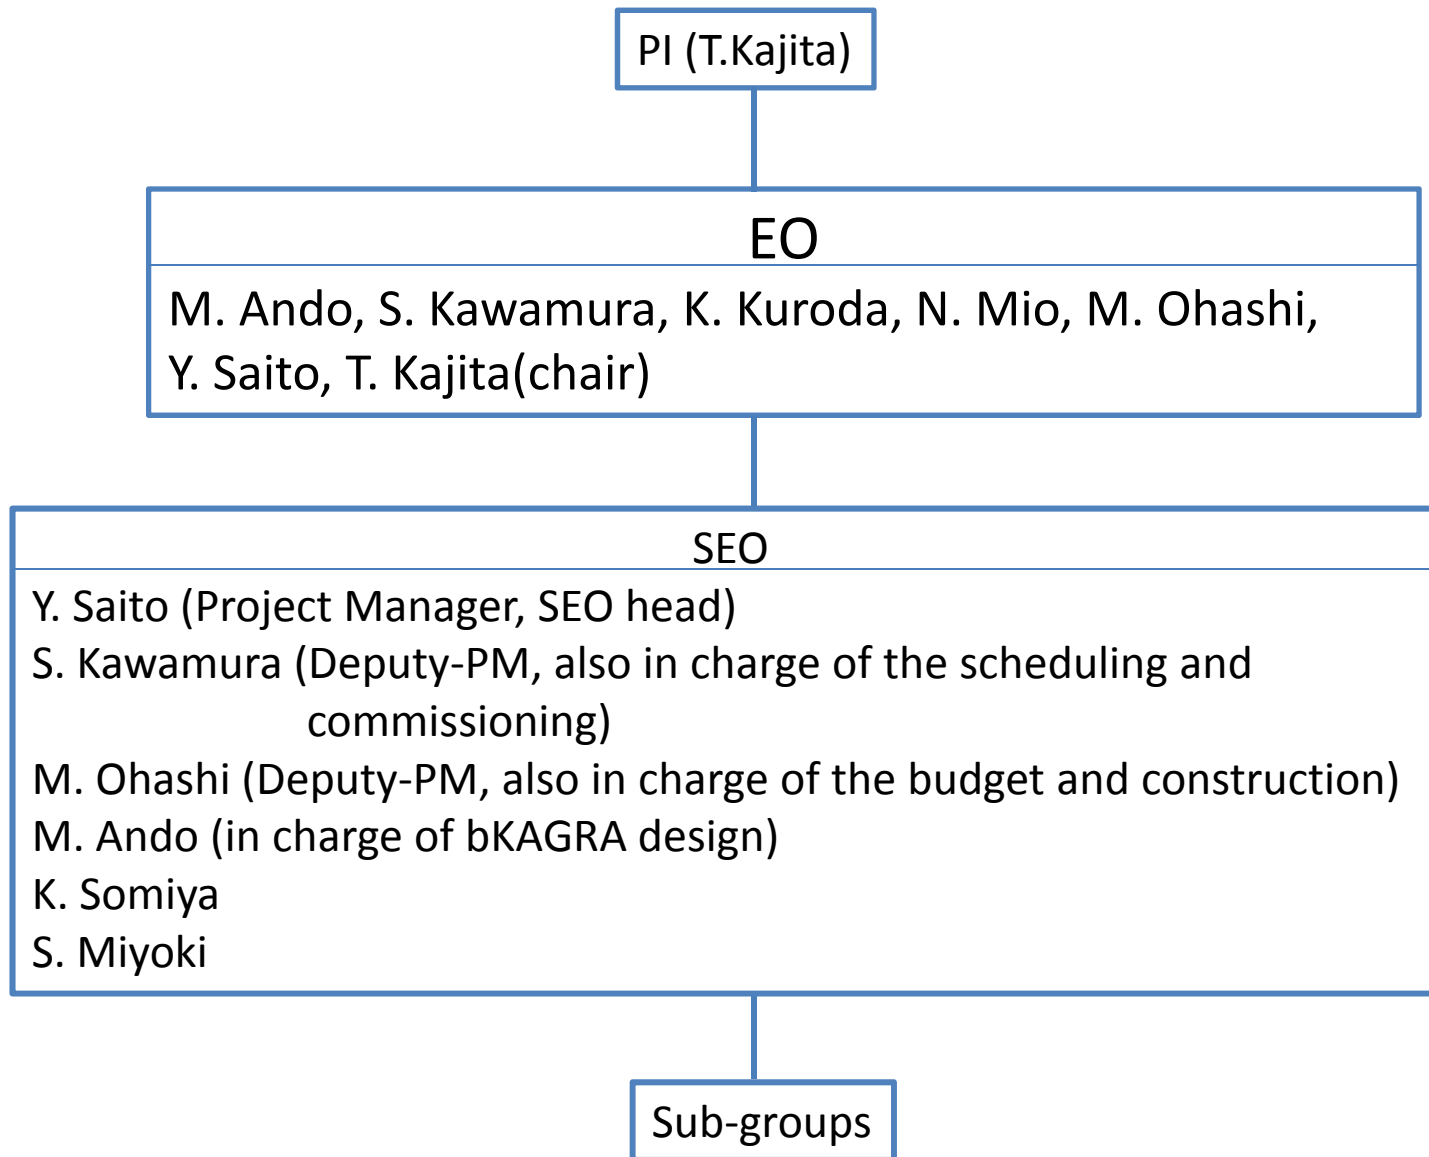 PI (T.Kajita)
EO
M. Ando, S. Kawamura, K. Kuroda, N. Mio, M. Ohashi,
Y. Saito, T. Kajita(chair)
SEO
Y. Saito (Project Manager, SEO head)
S. Kawamura (Deputy-PM, also in charge of the scheduling and
commissioning)
M. Ohashi (Deputy-PM, also in charge of the budget and construction)
M. Ando (in charge of bKAGRA design)
K. Somiya
S. Miyoki
Sub-groups